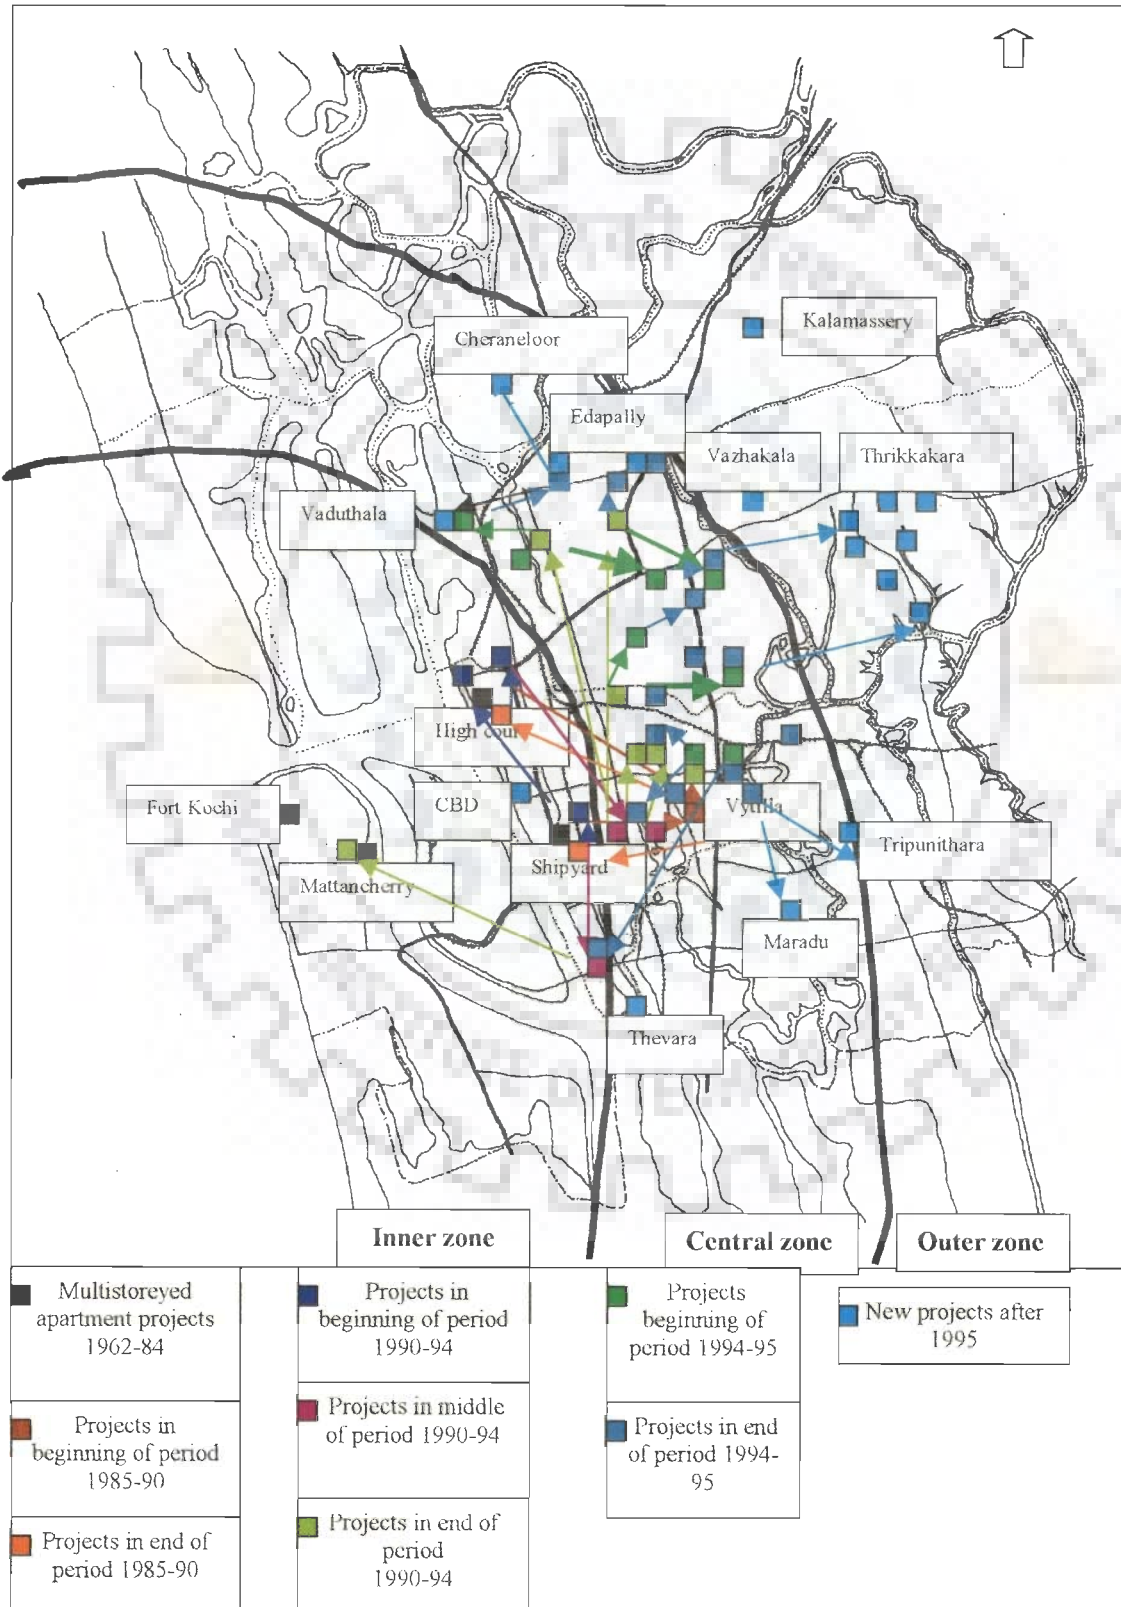 Kalamassery
Cheraneloor
Edapally
Vazhakala
Thrikkakara
Vaduthala
High cour
Fort Kochi
CBD
Vytilla
Tripunithara
Shipyard
Mattancherry
Maradu
Thevara
Inner zone
Central zone
Outer zone
Multistoreyed
apartment projects
1962-84
Projects in
beginning of period
1985-90
Projects in end of
period 1985-90
Projects in
beginning of period
1990-94
Projects in middle
of period 1990-94
Projects in end of
period
1990-94
Projects
beginning of
period 1994-95
Projects in end
of period 1994-
95
New projects after
1995